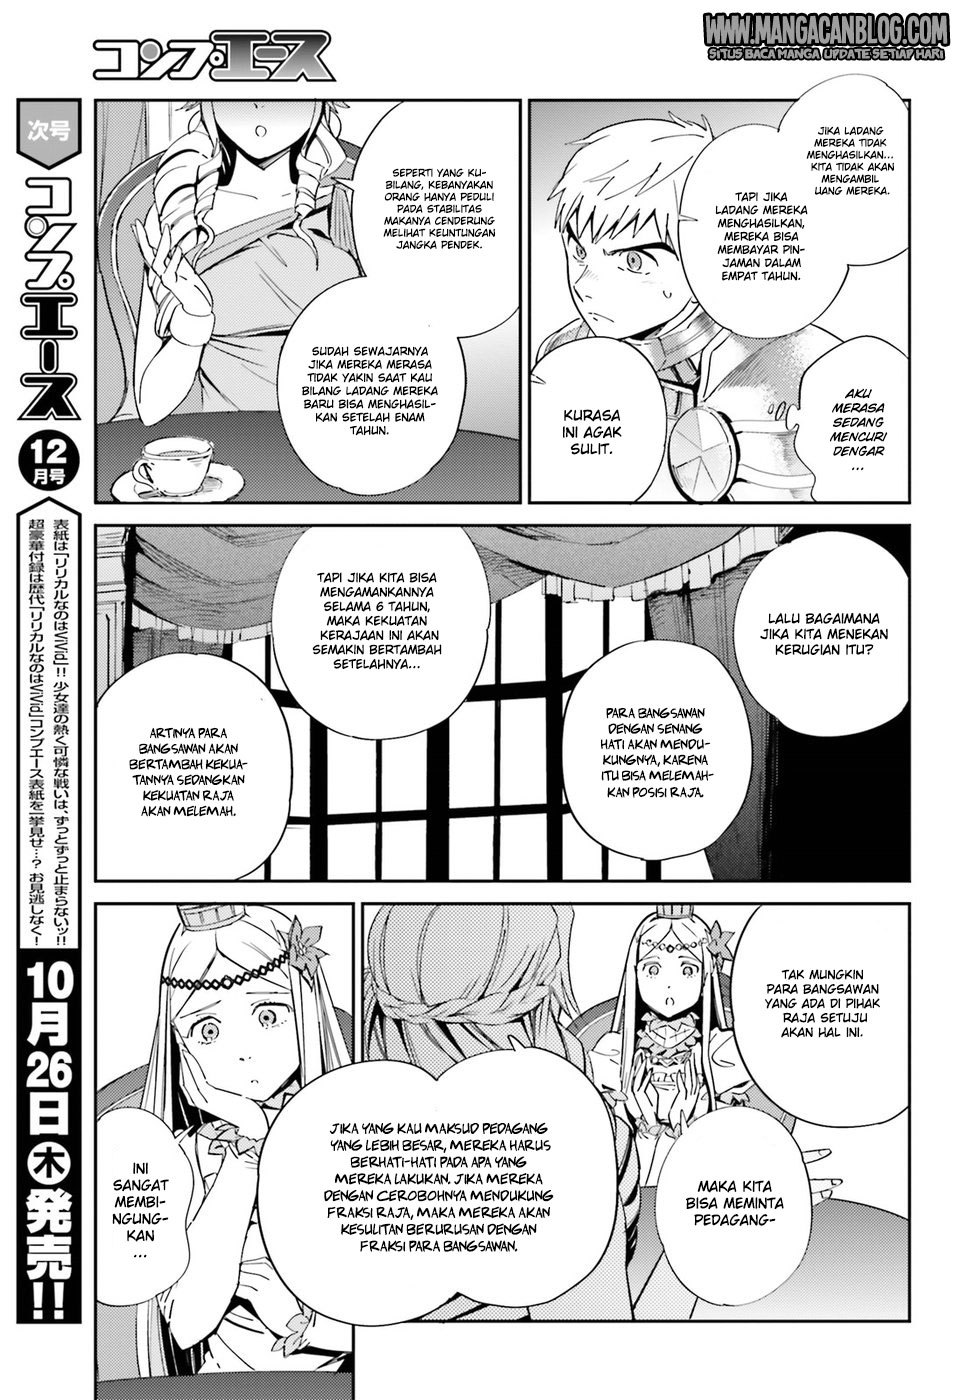 WWW.MANGACANBLOG.COM
SITUS BACA MANGA UPDATE SETIAP HARI
コンプエース
次号
コンプエース
12
月号
表紙は「リリカルなのはViVid」!! 少女達の熱く可憐な戦いは、ずっとずっと止まらないッ!!
超豪華付録は歴代「リリカルなのはViVid」コンプエース表紙を一挙見せ…? お見逃しなく!
10月26日(木)発売!!
JIKA LADANG
MEREKA TIDAK
MENGHASILKAN...
KITA TIDAK AKAN
MENGAMBIL
UANG MEREKA.
TAPI JIKA
LADANG MEREKA
MENGHASILKAN,
MEREKA BISA
MEMBAYAR PIN-
JAMAN DALAM
EMPAT TAHUN.
AKU
MERASA
SEDANG
MENCURI
DENGAR
...
KURASA
INI AGAK
SULIT.
SEPERTI YANG KU-
BILANG, KEBANYAKAN
ORANG HANYA PEDULI
PADA STABILITAS
MAKANYA CENDERUNG
MELIHAT KEUNTUNGAN
JANGKA PENDEK.
SUDAH SEWAJARNYA
JIKA MEREKA MERASA
TIDAK YAKIN SAAT KAU
BILANG LADANG MEREKA
BARU BISA MENGHASIL-
KAN SETELAH ENAM
TAHUN.
LALU BAGAIMANA
JIKA KITA MENEKAN
KERUGIAN ITU?
PARA BANGSAWAN
DENGAN SENANG
HATI AKAN MENDU-
KUNGNYA, KARENA
ITU BISA MELEMAH-
KAN POSISI RAJA.
TAPI JIKA KITA BISA
MENGAMANKANNYA
SELAMA 6 TAHUN,
MAKA KEKUATAN
KERAJAAN INI AKAN
SEMAKIN BERTAMBAH
SETELAHNYA...
ARTINYA PARA
BANGSAWAN AKAN
BERTAMBAH KEKUA-
TANNYA SEDANGKAN
KEKUATAN RAJA
AKAN MELEMAH.
TAK MUNGKIN
PARA BANGSAWAN
YANG ADA DI PIHAK
RAJA SETUJU
AKAN HAL INI.
MAKA KITA
BISA MEMINTA
PEDAGANG-
JIKA YANG KAU MAKSUD PEDAGANG
YANG LEBIH BESAR, MEREKA HARUS
BERHATI-HATI PADA APA YANG
MEREKA LAKUKAN. JIKA MEREKA
DENGAN CEROBOHNYA MENDUKUNG
FRAKSI RAJA, MAKA MEREKA AKAN
KESULITAN BERURUSAN DENGAN
FRAKSI PARA BANGSAWAN.
INI
SANGAT
MEMBI-
NGUNG-
KAN
...